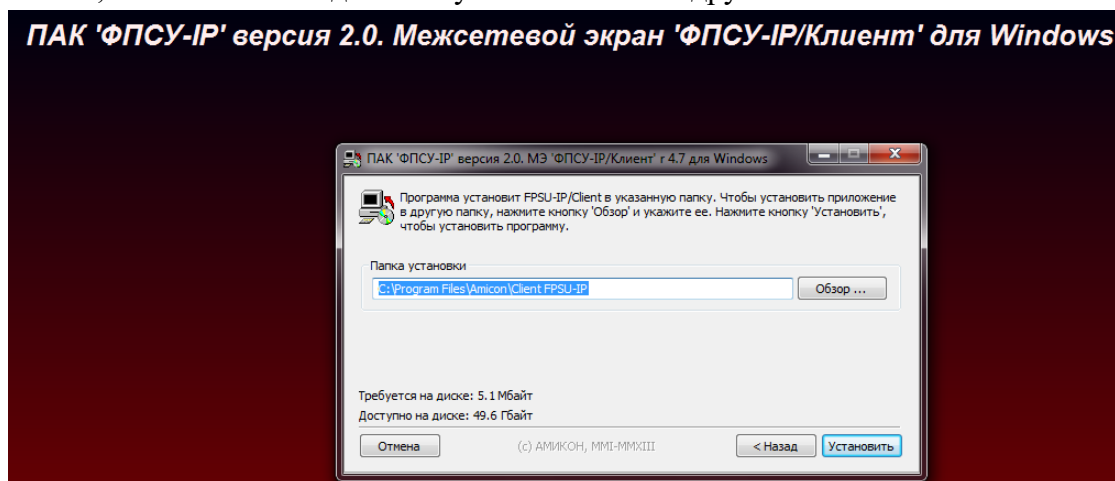 ПАК 'ФПСУ-IP' версия 2.0. Межсетевой экран 'ФПСУ-IP/Клиент' для Windows
ПАК 'ФПСУ-IP' версия 2.0. МЭ 'ФПСУ-IP/Клиент' r 4.7 для Windows
Программа установит FPSU-IP/Client в указанную папку. Чтобы установить приложение
в другую папку, нажмите кнопку 'Обзор' и укажите ее. Нажмите кнопку 'Установить',
чтобы установить программу.
Папка установки
C:\Program Files\Amicon\Client FPSU-IP
Обзор ...
Требуется на диске: 5.1 Мбайт
Доступно на диске: 49.6 Гбайт
Отмена
(c) АМИКОН, MMI-MMXIII
< Назад
Установить